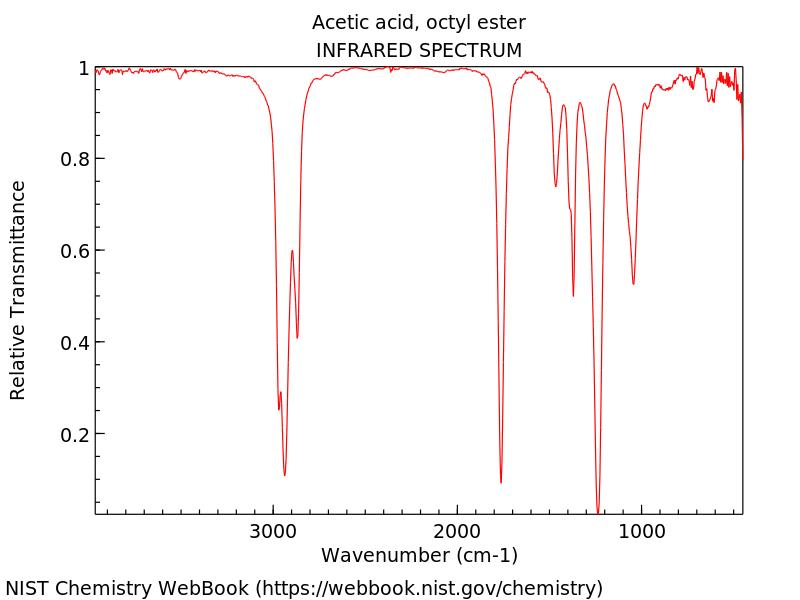 Acetic acid, octyl ester
INFRARED SPECTRUM
1
0.8
0.6
0.4
0.2
Relative Transmittance
3000 2000 1000
Wavenumber (cm-1)
NIST Chemistry WebBook (https://webbook.nist.gov/chemistry)